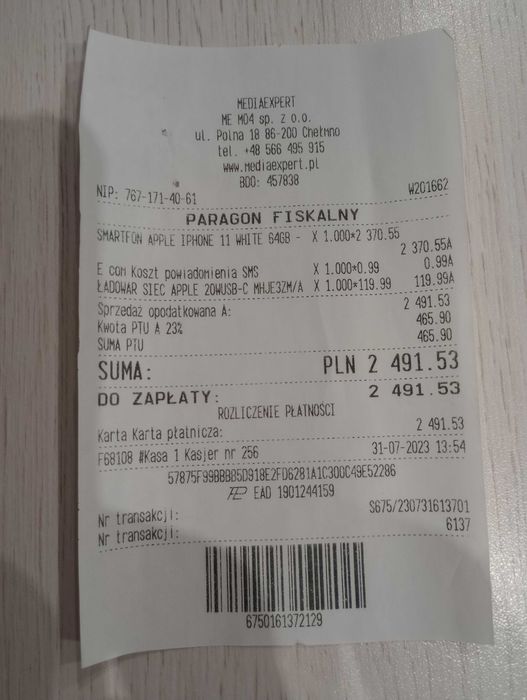 MEDIAEXPERT
ME M04 sp. z o.o.
ul. Polna 18 86-200 Chełmno
tel. +48 566 495 915
www.mediaexpert.pl
BDO: 457838
NIP: 767-171-40-61 W201662
PARAGON FISKALNY
SMARTFON APPLE IPHONE 11 WHITE 64GB - X 1.000*2 370.55
2 370.55A
E COM Koszt powiadomienia SMS X 1.000*0.99 0.99A
ŁADOWAR SIEC APPLE 20WUSB-C MHJE3ZM/A X 1.000*119.99 119.99A
Sprzedaż opodatkowana A: 2 491.53
Kwota PTU A 23% 465.90
SUMA PTU 465.90
SUMA: PLN 2 491.53
DO ZAPŁATY: 2 491.53
ROZLICZENIE PŁATNOŚCI
Karta Karta płatnicza: 2 491.53
F68108 #Kasa 1 Kasjer nr 256 31-07-2023 13:54
57875F99BBBB5D918E2FD6281A1C300C49E52286
EAD 1901244159
Nr transakcji: S675/230731613701
Nr transakcji: 6137
6750161372129